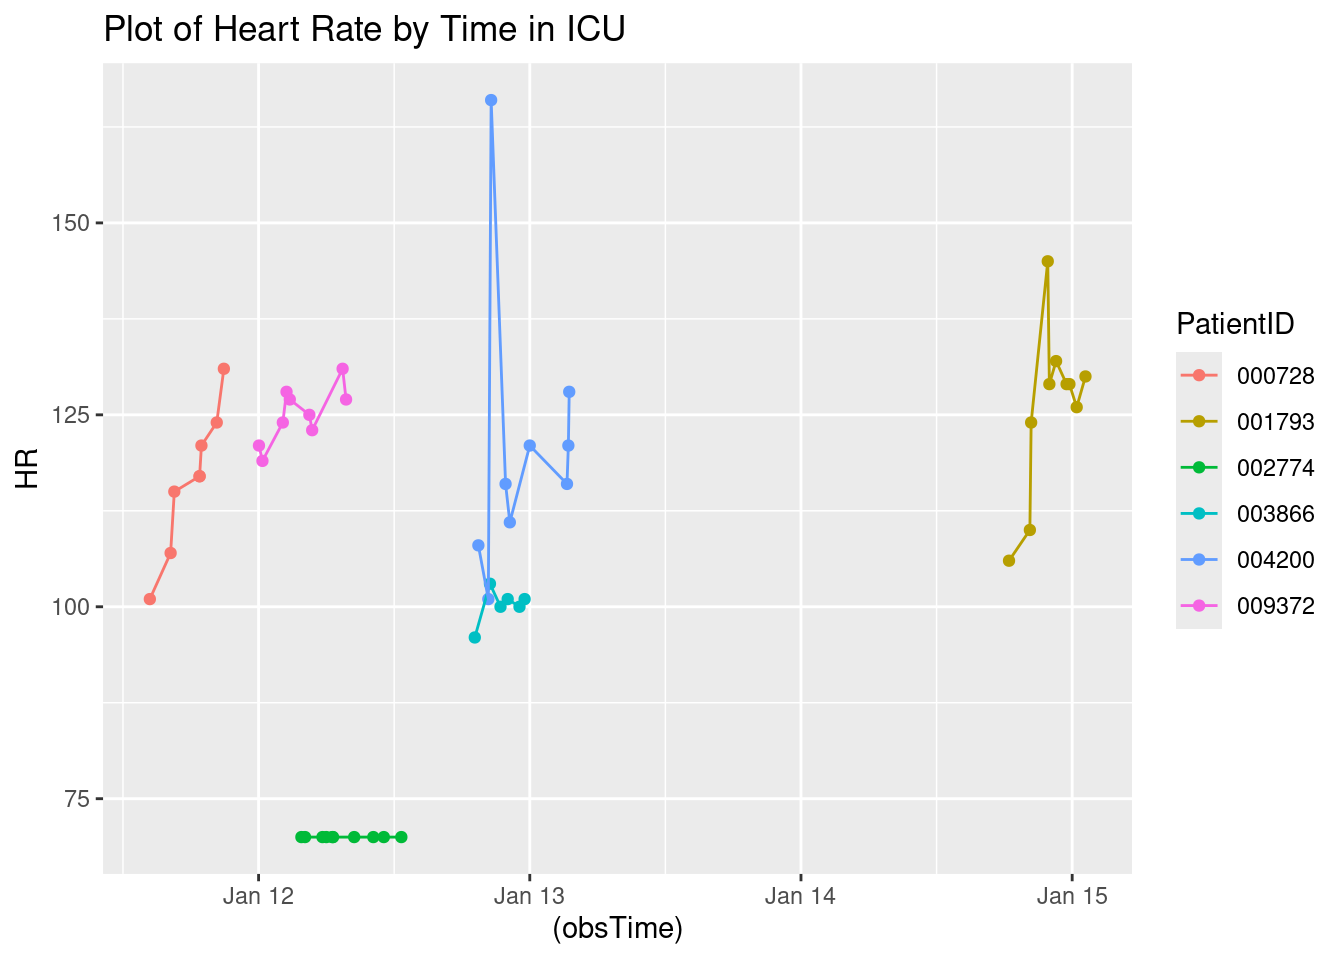 Plot of Heart Rate by Time in ICU
HR
150
125
100
75
Jan 12
Jan 13
Jan 14
Jan 15
(obsTime)
PatientID
000728
001793
002774
003866
004200
009372